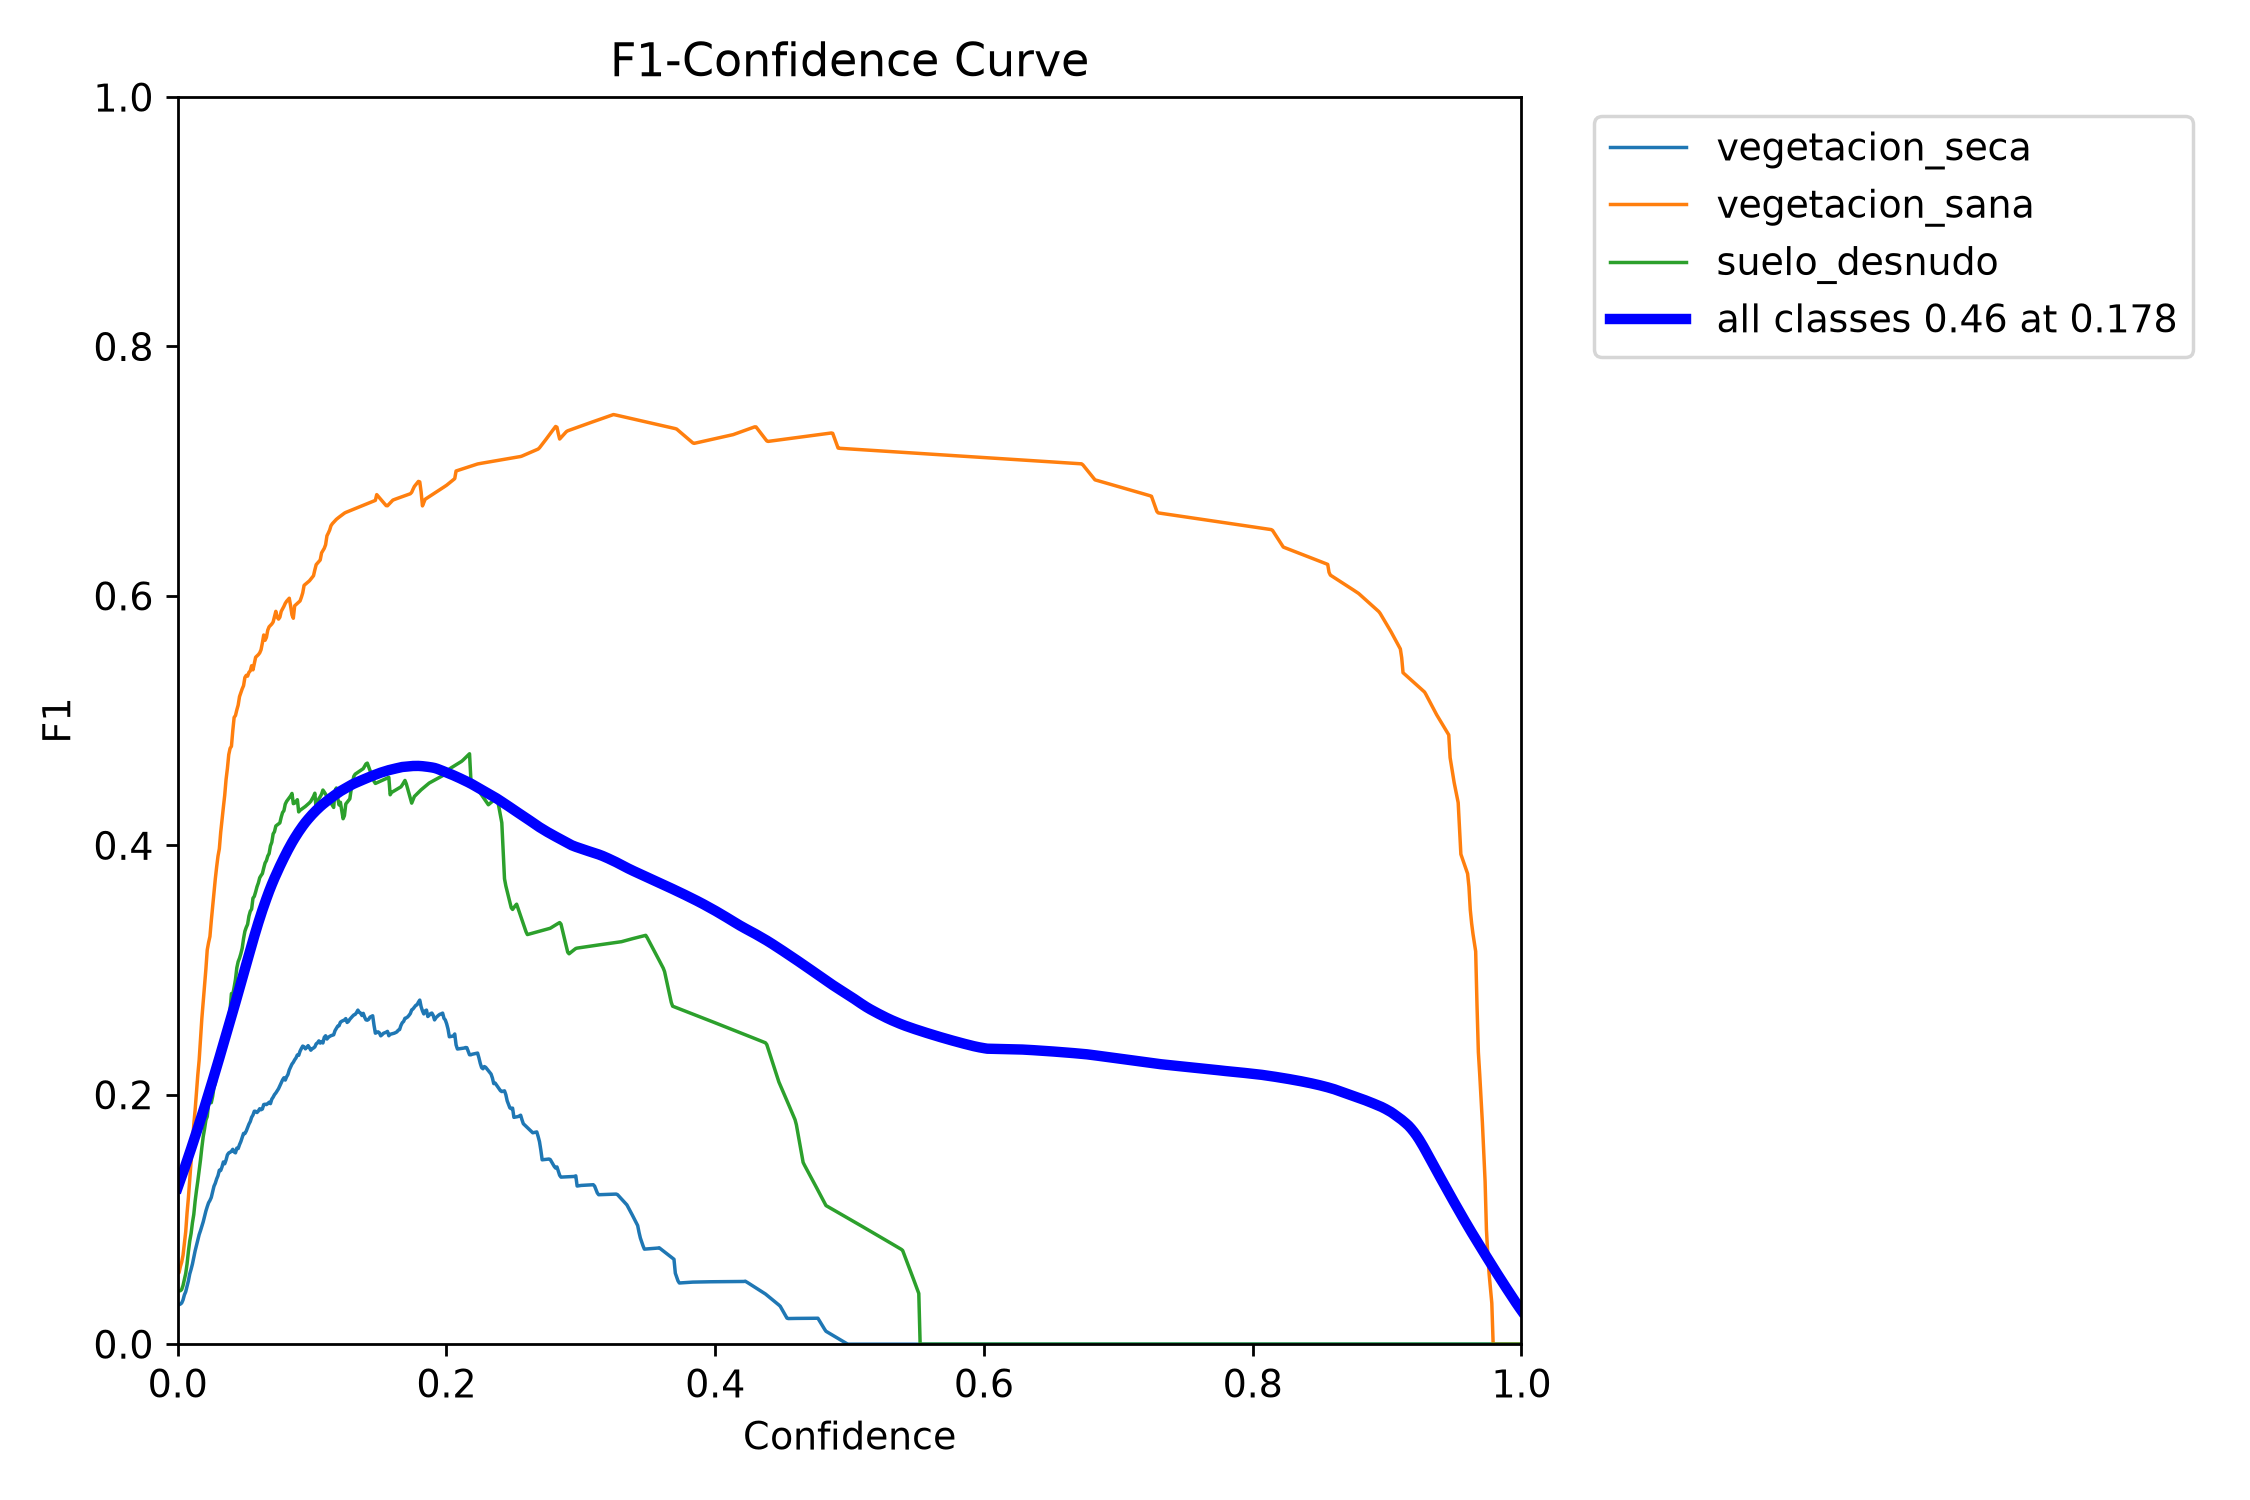 F1-Confidence Curve
1.0
0.8
0.6
0.4
0.2
0.0
F1
0.0 0.2 0.4 0.6 0.8 1.0
Confidence
vegetacion_seca
vegetacion_sana
suelo_desnudo
all classes 0.46 at 0.178